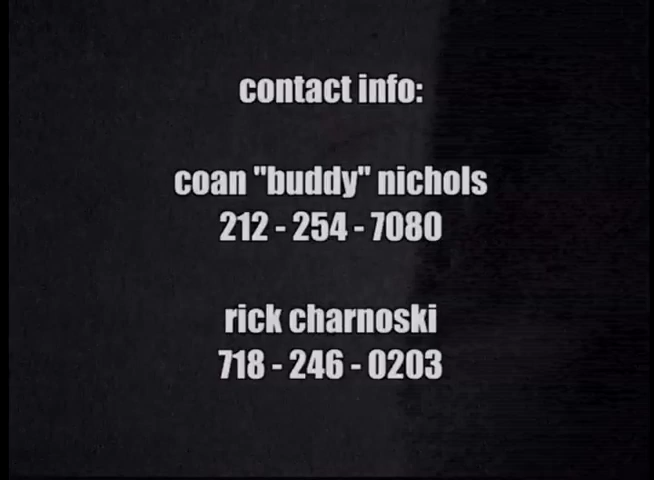 contact info:
coan "buddy" nichols
212 - 254 - 7080
rick charnoski
718 - 246 - 0203